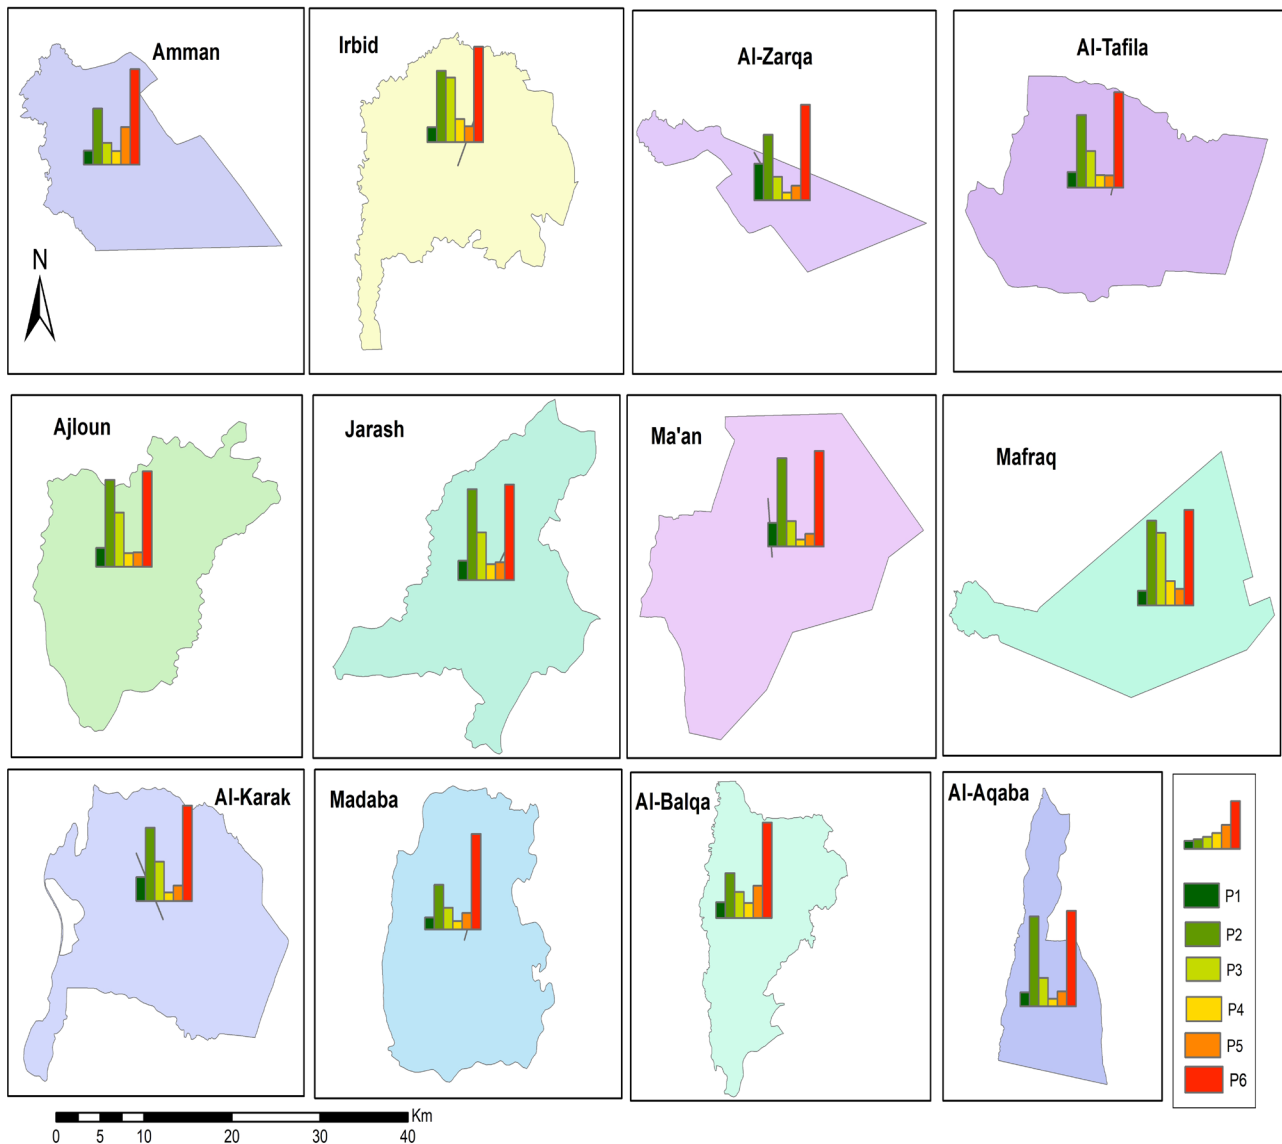 Amman
Irbid
Al-Zarqa
Al-Tafila
N
Ajloun
Jarash
Ma'an
Mafraq
Al-Karak
Madaba
Al-Balqa
Al-Aqaba
P1
P2
P3
P4
P5
P6
Km
0 5 10 20 30 40